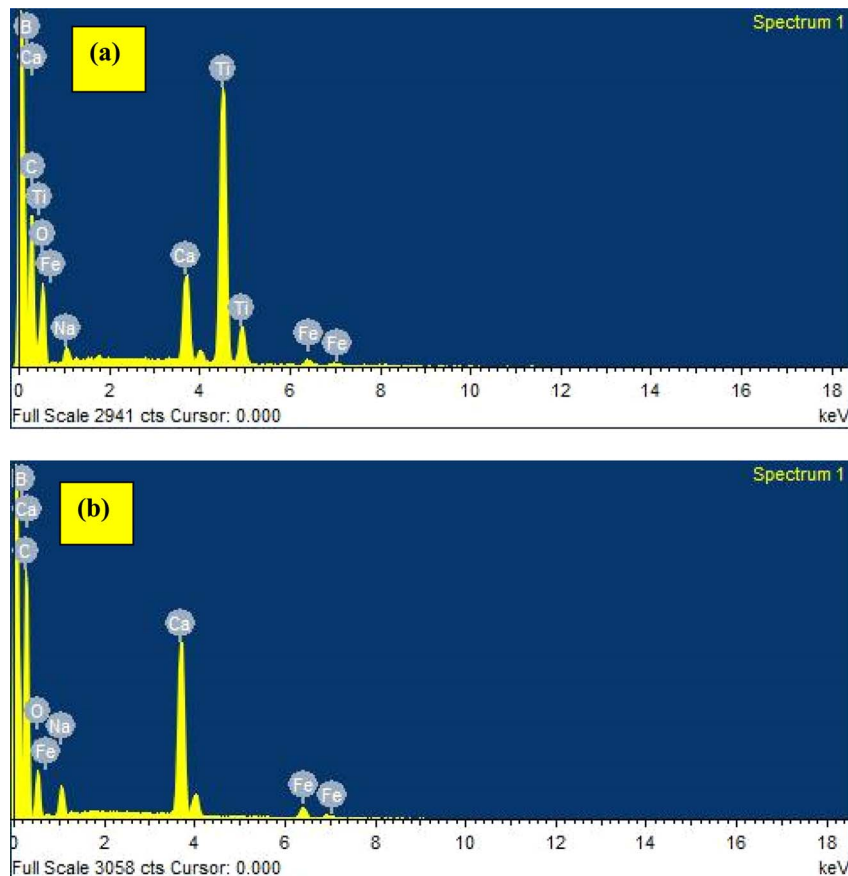 Spectrum 1
(a)
B
Ca
C
Ti
O
Fe
Na
Ca
Ti
Ti
Fe
Fe
0 2 4 6 8 10 12 14 16 18
Full Scale 2941 cts Cursor: 0.000 keV
Spectrum 1
(b)
B
Ca
C
O
Na
Fe
Ca
Fe
Fe
0 2 4 6 8 10 12 14 16 18
Full Scale 3058 cts Cursor: 0.000 keV